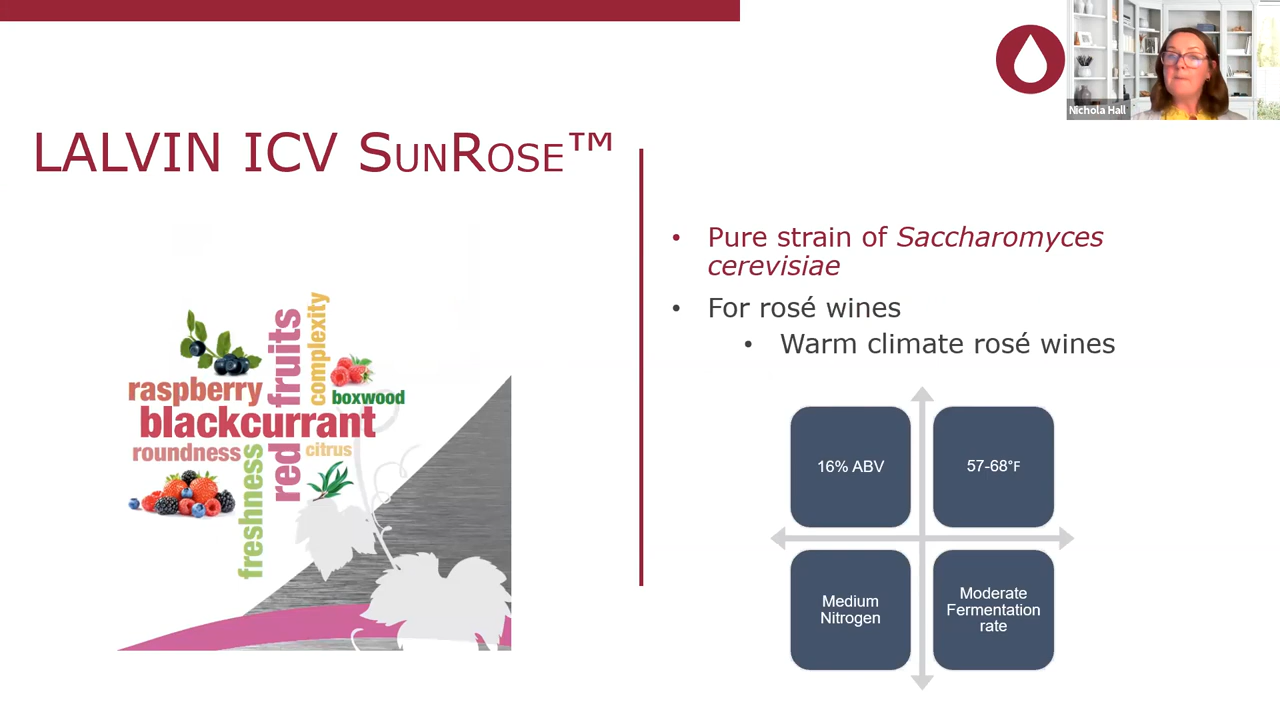 Nichola Hall
LALVIN ICV SUNROSE™
• Pure strain of Saccharomyces
cerevisiae
• For rosé wines
• Warm climate rosé wines
raspberry
blackcurrant
roundness
freshness
red fruits
complexity
boxwood
citrus
16% ABV
57-68°F
Medium
Nitrogen
Moderate
Fermentation
rate